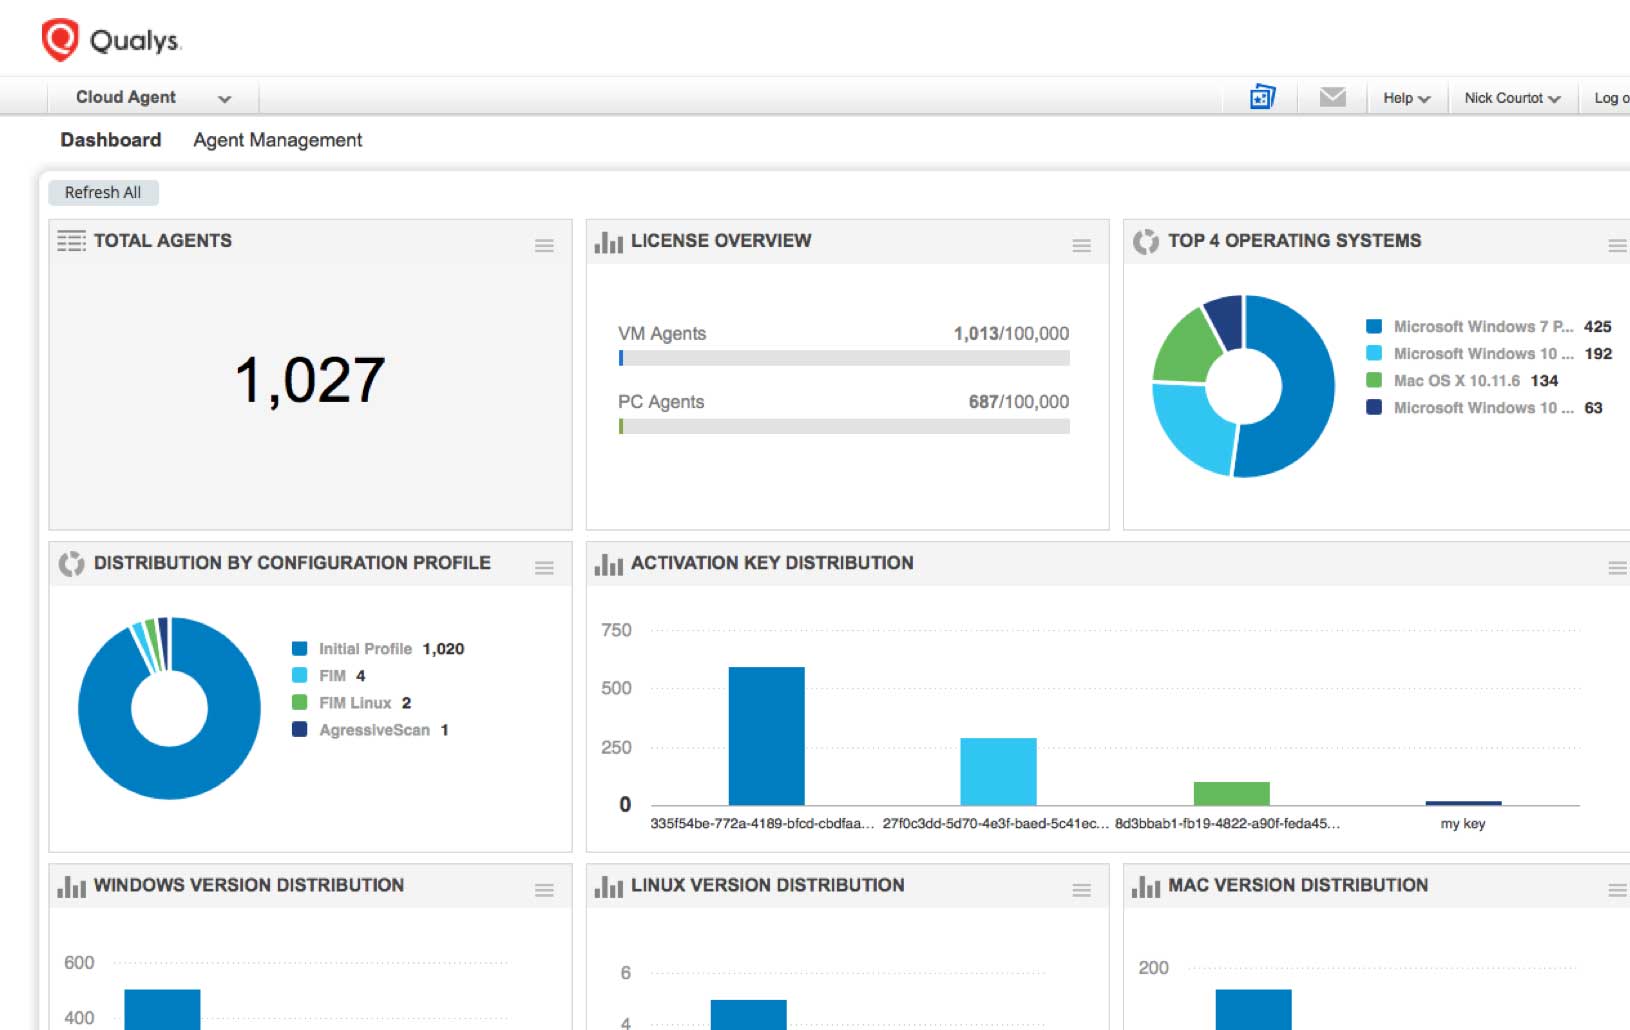 Qualys.
Cloud Agent
Help
Nick Courtot
Log o
Dashboard
Agent Management
Refresh All
TOTAL AGENTS
1,027
LICENSE OVERVIEW
VM Agents 1,013/100,000
PC Agents 687/100,000
TOP 4 OPERATING SYSTEMS
Microsoft Windows 7 P... 425
Microsoft Windows 10 ... 192
Mac OS X 10.11.6 134
Microsoft Windows 10 ... 63
DISTRIBUTION BY CONFIGURATION PROFILE
Initial Profile 1,020
FIM 4
FIM Linux 2
AgressiveScan 1
ACTIVATION KEY DISTRIBUTION
750
500
250
0
335f54be-772a-4189-bfcd-cbdfaa... 27f0c3dd-5d70-4e3f-baed-5c41ec... 8d3bbab1-fb19-4822-a90f-feda45... my key
WINDOWS VERSION DISTRIBUTION
600
400
LINUX VERSION DISTRIBUTION
6
4
MAC VERSION DISTRIBUTION
200